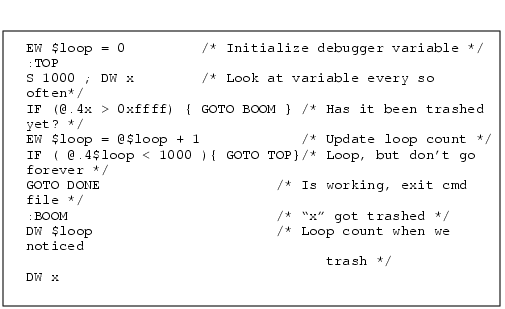 EW $loop = 0 /* Initialize debugger variable */
:TOP
S 1000 ; DW x /* Look at variable every so
often*/
IF (@.4x > 0xffff) { GOTO BOOM } /* Has it been trashed
yet? */
EW $loop = @$loop + 1 /* Update loop count */
IF ( @.4$loop < 1000 ){ GOTO TOP}/* Loop, but don’t go
forever */
GOTO DONE /* Is working, exit cmd
file */
:BOOM /* “x” got trashed */
DW $loop /* Loop count when we
noticed
trash */
DW x